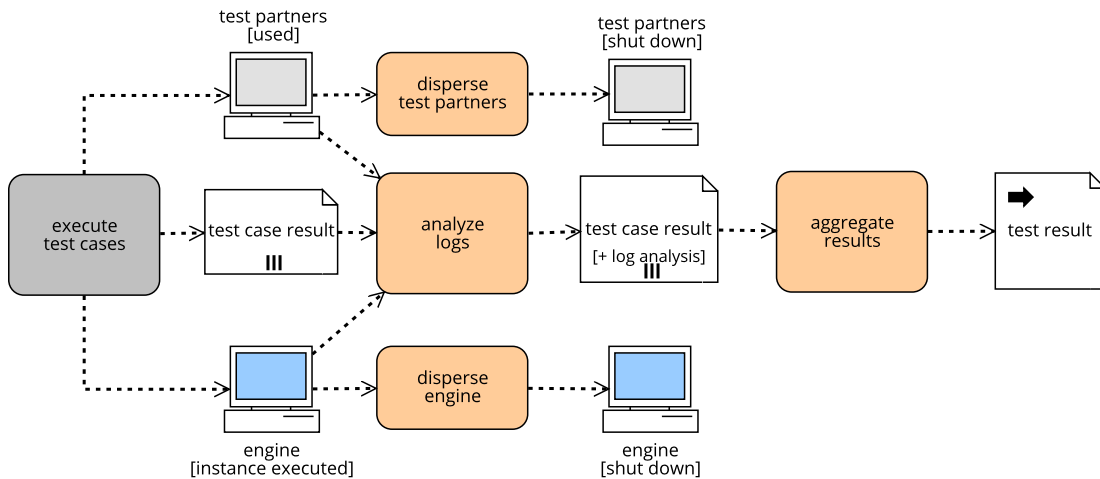 test partners
[used]
test partners
[shut down]
disperse
test partners
execute
test cases
test case result
analyze
logs
test case result
[+ log analysis]
aggregate
results
test result
disperse
engine
engine
[instance executed]
engine
[shut down]